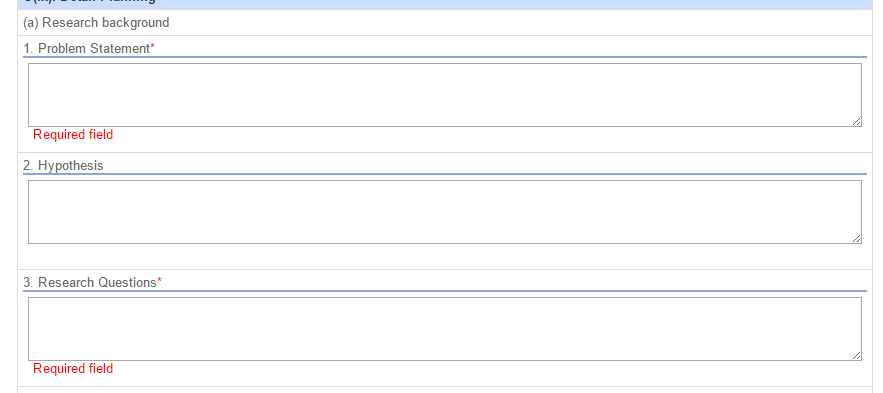 (a) Research background
1. Problem Statement*
Required field
2. Hypothesis
3. Research Questions*
Required field